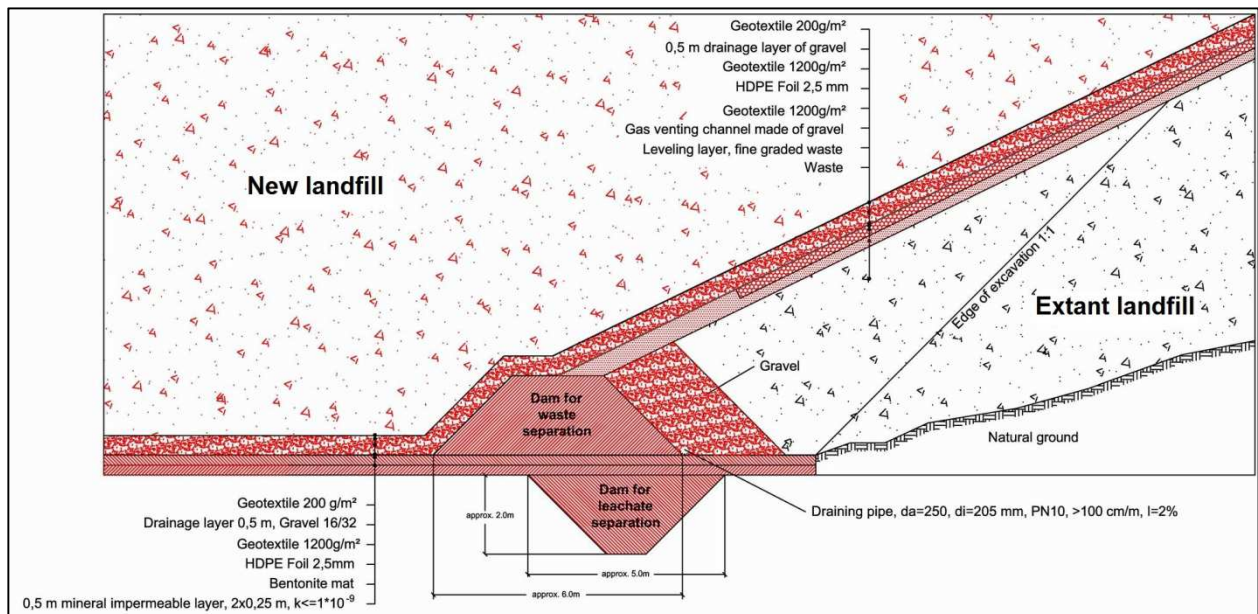 Geotextile 200g/m²
0,5 m drainage layer of gravel
Geotextile 1200g/m²
HDPE Foil 2,5 mm
Geotextile 1200g/m²
Gas venting channel made of gravel
Leveling layer, fine graded waste
Waste
New landfill
Edge of excavation 1:1
Extant landfill
Gravel
Dam for
waste
separation
Natural ground
Dam for
leachate
separation
Draining pipe, da=250, di=205 mm, PN10, >100 cm/m, I=2%
approx. 2.0m
approx. 5.0m
approx. 6.0m
Geotextile 200 g/m²
Drainage layer 0,5 m, Gravel 16/32
Geotextile 1200g/m²
HDPE Foil 2,5mm
Bentonite mat
0,5 m mineral impermeable layer, 2x0,25 m, k<=1*10⁻⁹